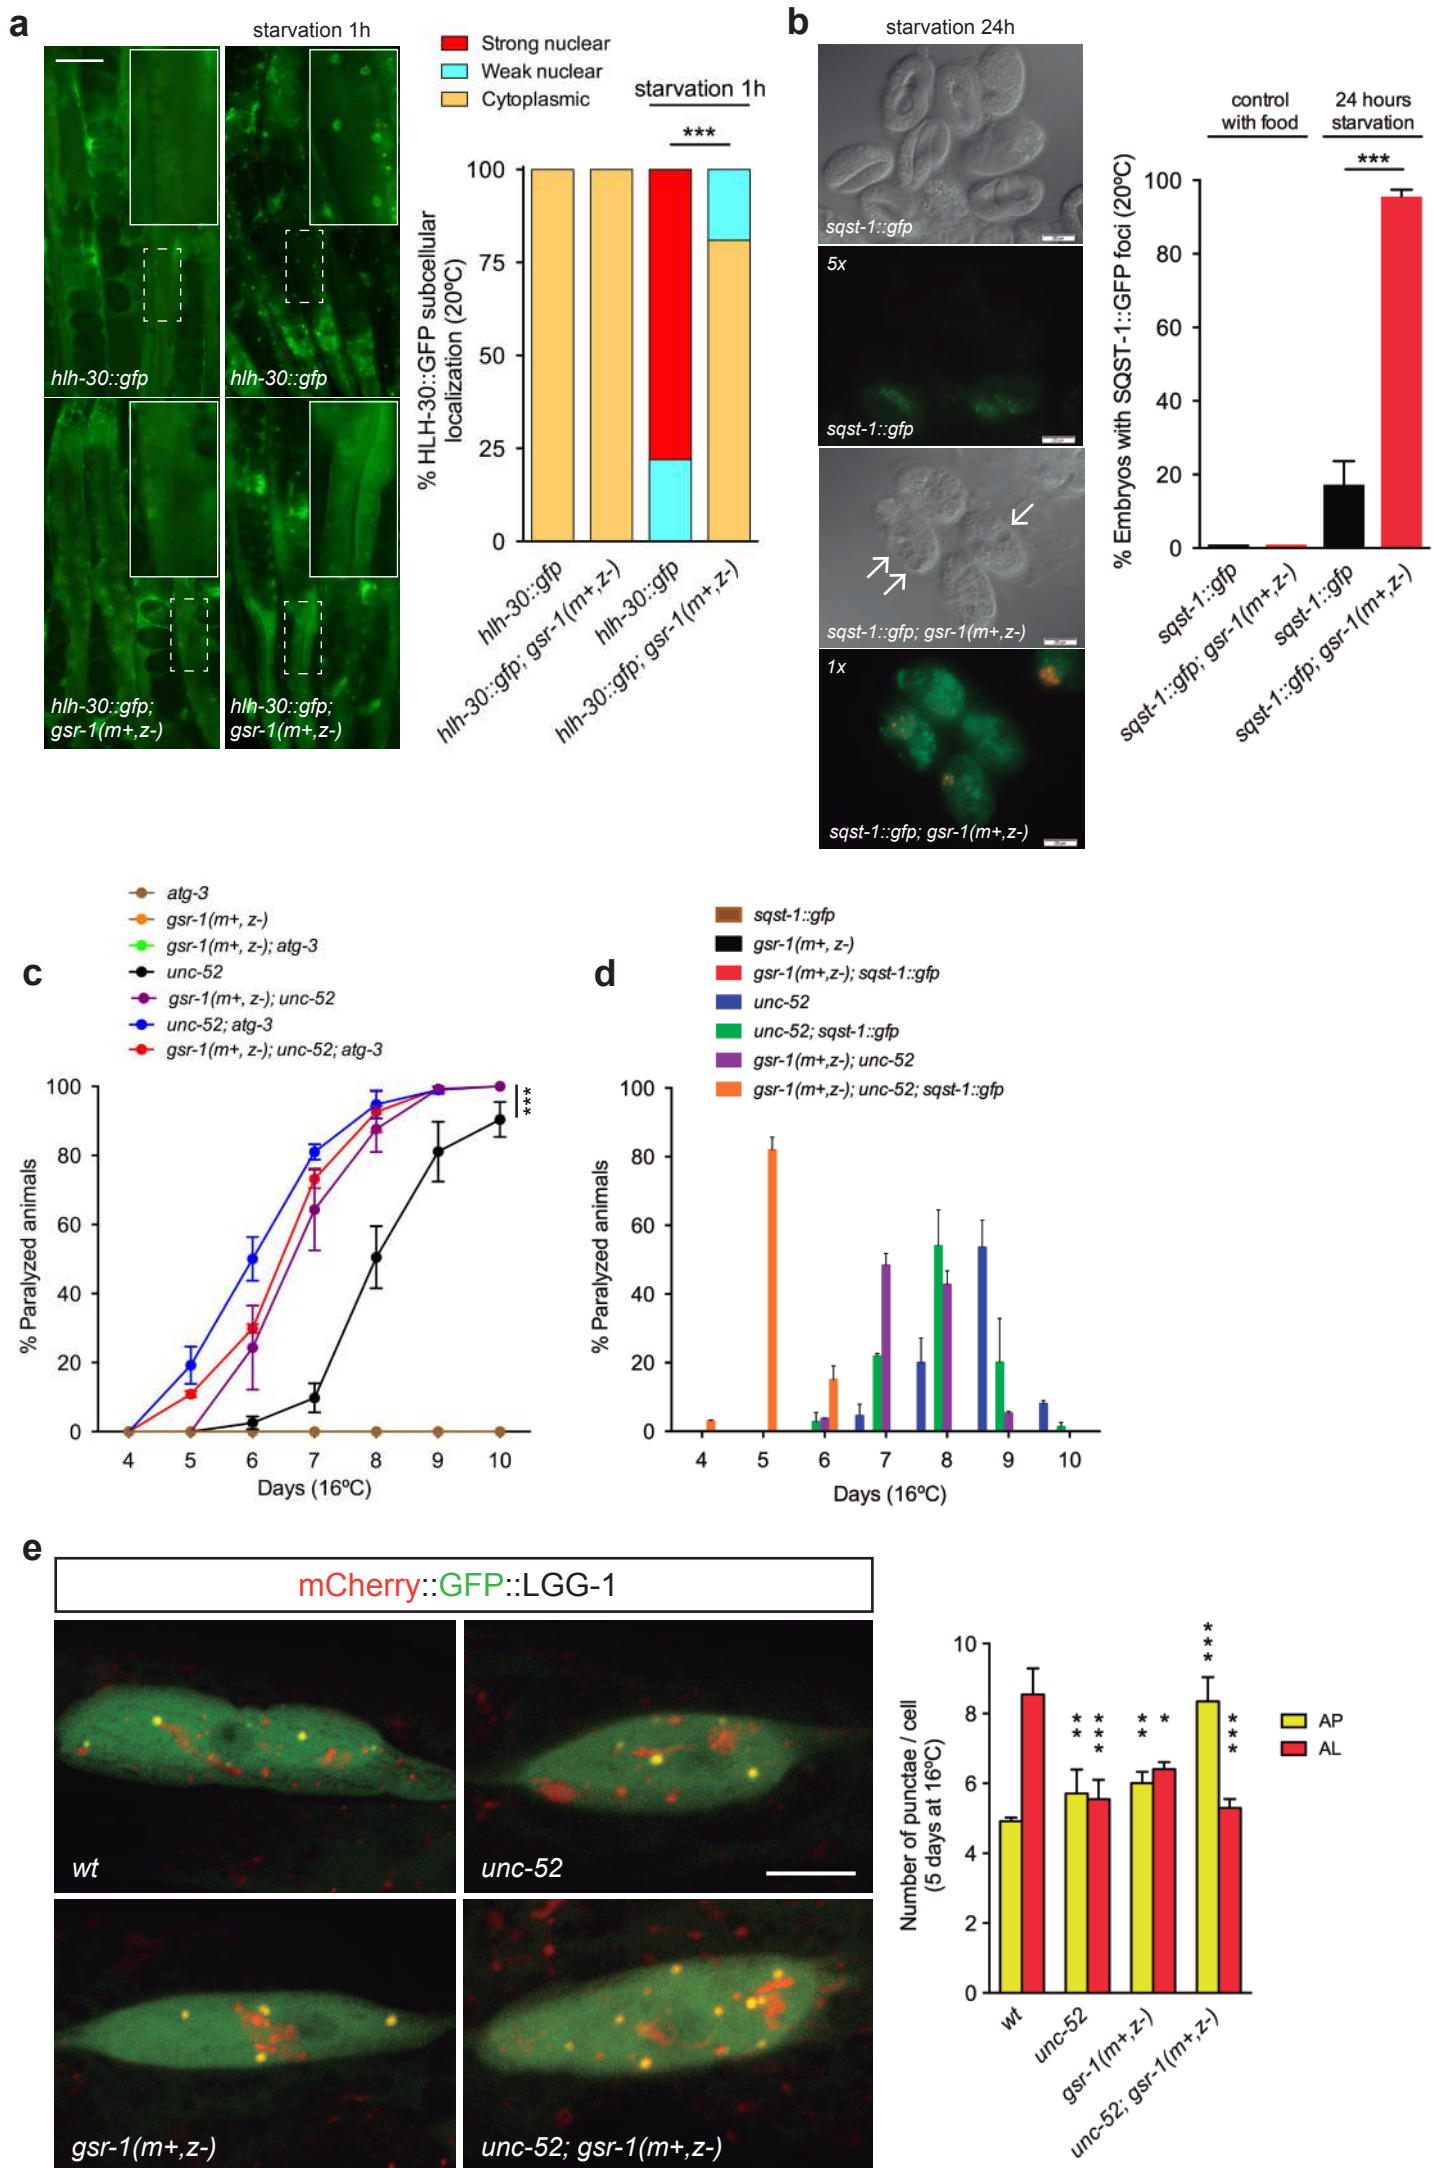 a
starvation 1h
hlh-30::gfp
hlh-30::gfp
hlh-30::gfp;
gsr-1(m+,z-)
hlh-30::gfp;
gsr-1(m+,z-)
Strong nuclear
Weak nuclear
Cytoplasmic
starvation 1h
***
% HLH-30::GFP subcellular
localization (20ºC)
100
75
50
25
0
hlh-30::gfp
hlh-30::gfp; gsr-1(m+,z-)
hlh-30::gfp
hlh-30::gfp; gsr-1(m+,z-)
b
starvation 24h
sqst-1::gfp
5x
sqst-1::gfp
sqst-1::gfp; gsr-1(m+,z-)
1x
sqst-1::gfp; gsr-1(m+,z-)
control
with food
24 hours
starvation
***
% Embryos with SQST-1::GFP foci (20ºC)
100
80
60
40
20
0
sqst-1::gfp
sqst-1::gfp; gsr-1(m+,z-)
sqst-1::gfp
sqst-1::gfp; gsr-1(m+,z-)
c
atg-3
gsr-1(m+, z-)
gsr-1(m+, z-); atg-3
unc-52
gsr-1(m+, z-); unc-52
unc-52; atg-3
gsr-1(m+, z-); unc-52; atg-3
% Paralyzed animals
100
80
60
40
20
0
***
4 5 6 7 8 9 10
Days (16ºC)
d
sqst-1::gfp
gsr-1(m+, z-)
gsr-1(m+,z-); sqst-1::gfp
unc-52
unc-52; sqst-1::gfp
gsr-1(m+,z-); unc-52
gsr-1(m+,z-); unc-52; sqst-1::gfp
% Paralyzed animals
100
80
60
40
20
0
4 5 6 7 8 9 10
Days (16ºC)
e
mCherry::GFP::LGG-1
wt
unc-52
gsr-1(m+,z-)
unc-52; gsr-1(m+,z-)
Number of punctae / cell
(5 days at 16ºC)
10
8
6
4
2
0
**
***
**
*
***
***
AP
AL
wt
unc-52
gsr-1(m+,z-)
unc-52; gsr-1(m+,z-)